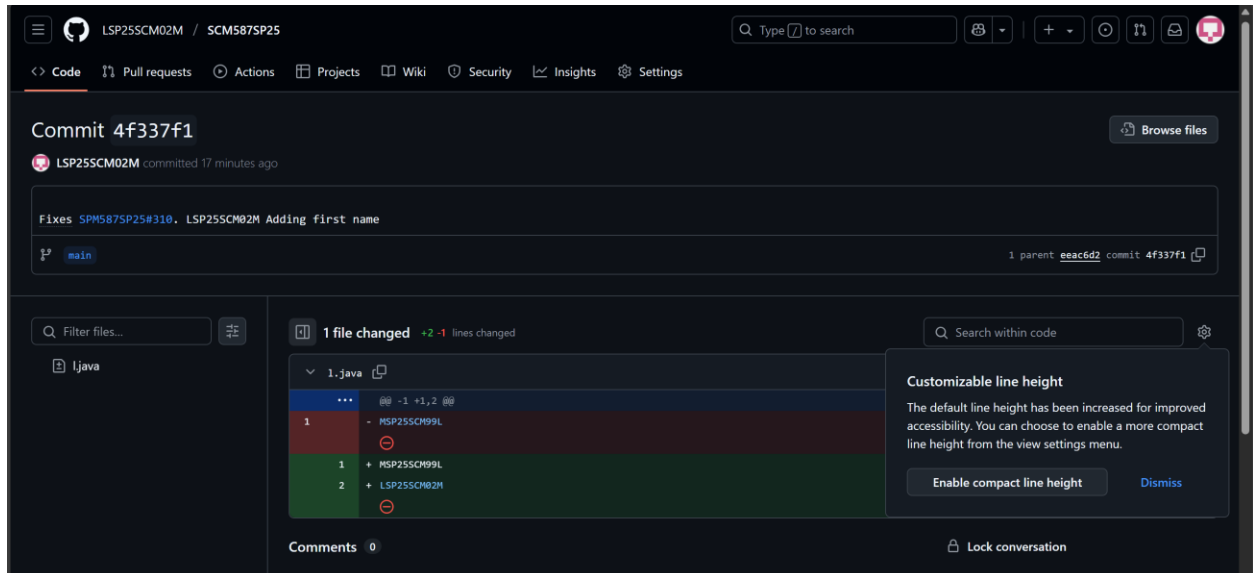 LSP25SCM02M / SCM587SP25
Type / to search
Code Pull requests Actions Projects Wiki Security Insights Settings
Commit 4f337f1
Browse files
LSP25SCM02M committed 17 minutes ago
Fixes SPM587SP25#310. LSP25SCM02M Adding first name
main
1 parent eeac6d2 commit 4f337f1
Filter files...
1 file changed +2 -1 lines changed
Search within code
l.java
l.java
@@ -1 +1,2 @@
1 - MSP25SCM99L
1 + MSP25SCM99L
2 + LSP25SCM02M
Customizable line height
The default line height has been increased for improved
accessibility. You can choose to enable a more compact
line height from the view settings menu.
Enable compact line height Dismiss
Comments 0
Lock conversation